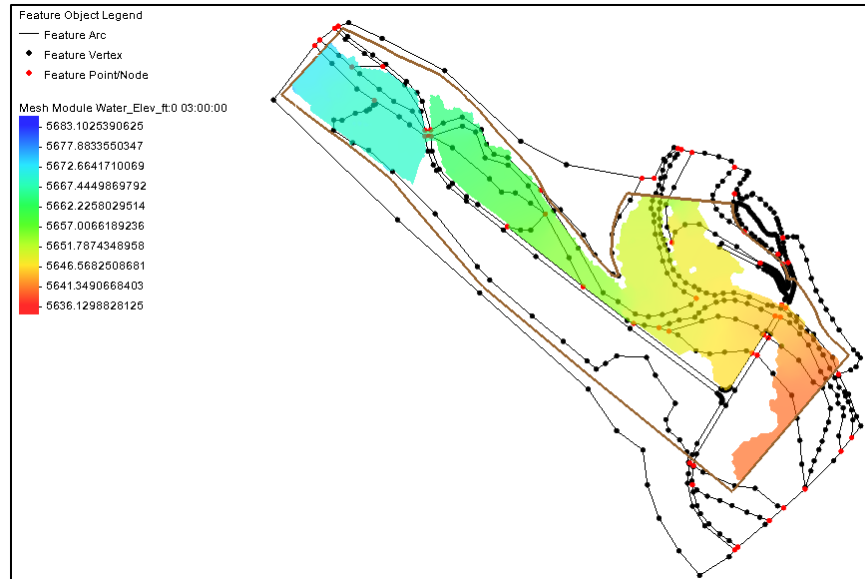 Feature Object Legend
Feature Arc
Feature Vertex
Feature Point/Node
Mesh Module Water_Elev_ft:0 03:00:00
5683.1025390625
5677.8833550347
5672.6641710069
5667.4449869792
5662.2258029514
5657.0066189236
5651.7874348958
5646.5682508681
5641.3490668403
5636.1298828125